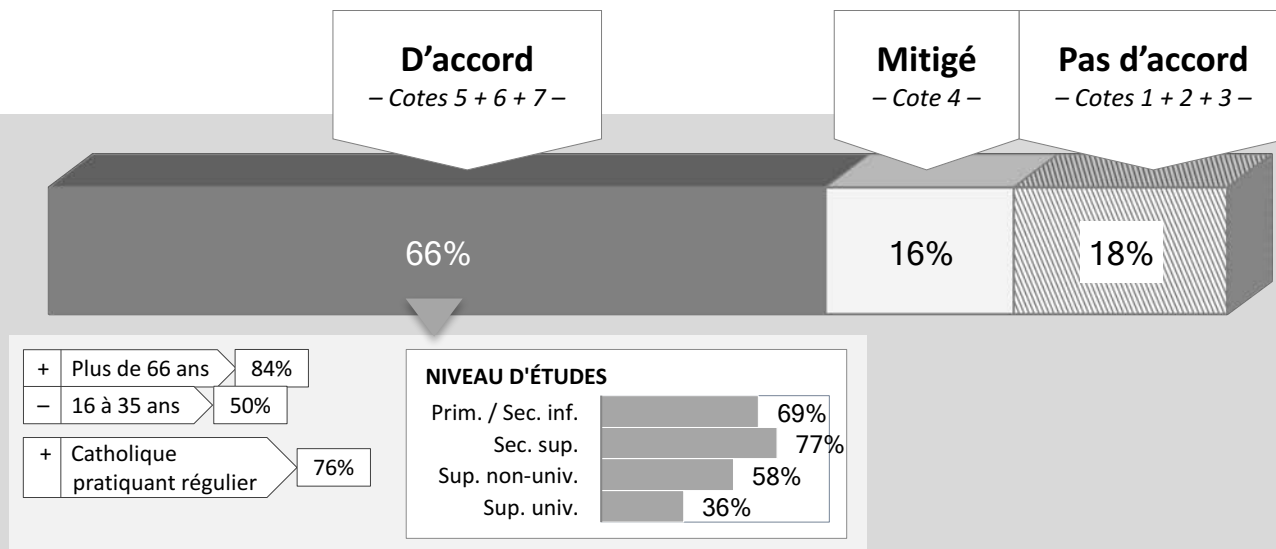 D'accord
– Cotes 5 + 6 + 7 –
Mitigé
– Cote 4 –
Pas d'accord
– Cotes 1 + 2 + 3 –
66%
16%
18%
+ Plus de 66 ans 84%
– 16 à 35 ans 50%
+ Catholique
pratiquant régulier 76%
NIVEAU D'ÉTUDES
Prim. / Sec. inf. 69%
Sec. sup. 77%
Sup. non-univ. 58%
Sup. univ. 36%